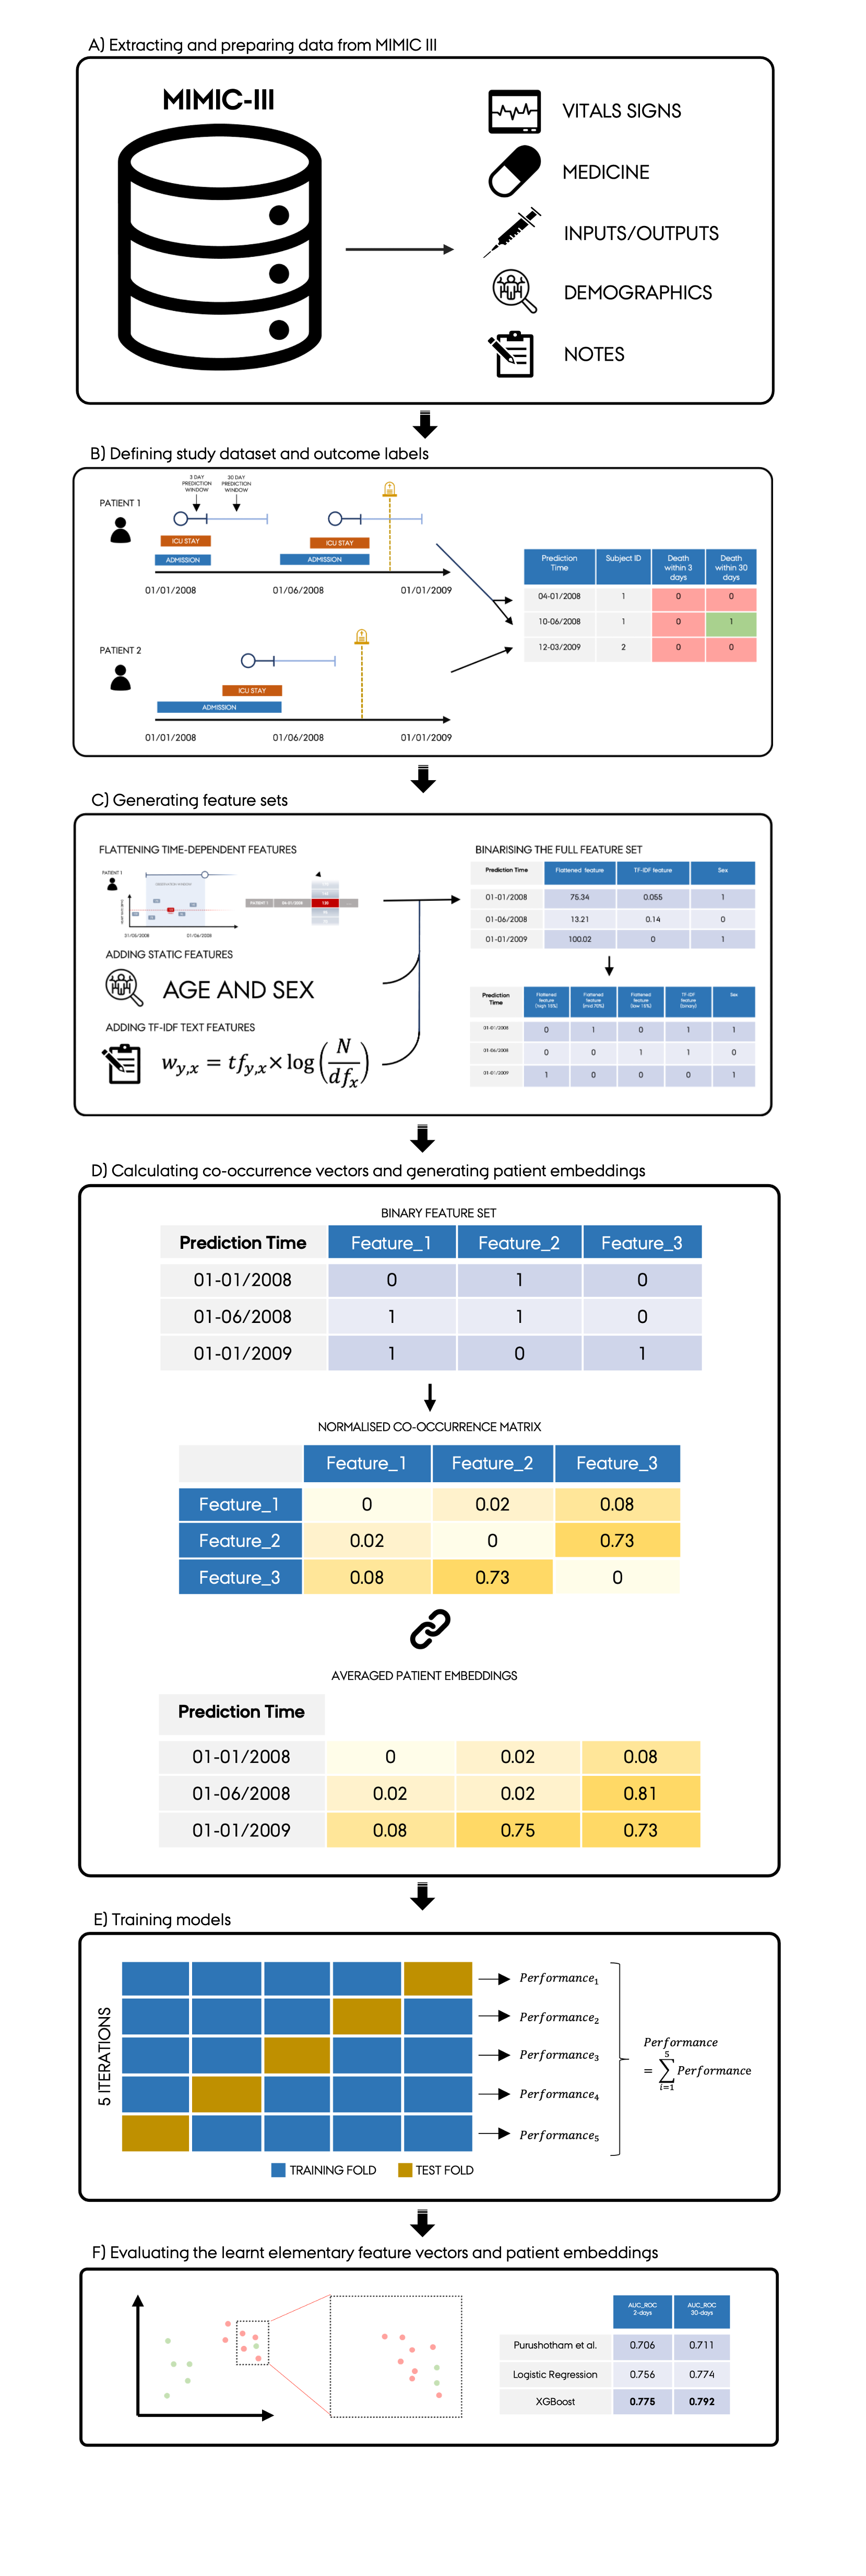 A) Extracting and preparing data from MIMIC III
MIMIC-III
VITALS SIGNS
MEDICINE
INPUTS/OUTPUTS
DEMOGRAPHICS
NOTES
B) Defining study dataset and outcome labels
3 DAY PREDICTION WINDOW
30 DAY PREDICTION WINDOW
PATIENT 1
ICU STAY
ICU STAY
ADMISSION
ADMISSION
01/01/2008 01/06/2008 01/01/2009
PATIENT 2
ICU STAY
ADMISSION
01/01/2008 01/06/2008 01/01/2009
Prediction Time Subject ID Death within 3 days Death within 30 days
04-01/2008 1 0 0
10-06/2008 1 0 1
12-03/2009 2 0 0
C) Generating feature sets
FLATTENING TIME-DEPENDENT FEATURES
PATIENT 1
01/05/2008 01/06/2008
PATIENT 1 04-01/2008 120
ADDING STATIC FEATURES
AGE AND SEX
ADDING TF-IDF TEXT FEATURES
w_{y,x} = tf_{y,x} × log (N / df_x)
BINARISING THE FULL FEATURE SET
Prediction Time Flattened feature TF-IDF feature Sex
01-01/2008 75.34 0.055 1
01-06/2008 13.21 0.14 0
01-01/2009 100.02 0 1
Prediction Time Flattened feature (high 15%) Flattened feature (mid 70%) Flattened feature (low 15%) TF-IDF feature (binary) Sex
01-01/2008 0 1 0 1 1
01-06/2008 0 0 1 1 0
01-01/2009 1 0 0 0 1
D) Calculating co-occurrence vectors and generating patient embeddings
BINARY FEATURE SET
Prediction Time Feature_1 Feature_2 Feature_3
01-01/2008 0 1 0
01-06/2008 1 1 0
01-01/2009 1 0 1
NORMALISED CO-OCCURRENCE MATRIX
Feature_1 Feature_2 Feature_3
Feature_1 0 0.02 0.08
Feature_2 0.02 0 0.73
Feature_3 0.08 0.73 0
AVERAGED PATIENT EMBEDDINGS
Prediction Time
01-01/2008 0 0.02 0.08
01-06/2008 0.02 0.02 0.81
01-01/2009 0.08 0.75 0.73
E) Training models
5 ITERATIONS
Performance₁
Performance₂
Performance₃
Performance₄
Performance₅
Performance
= ∑_{i=1}^{5} Performance
TRAINING FOLD TEST FOLD
F) Evaluating the learnt elementary feature vectors and patient embeddings
AUC_ROC 2-days AUC_ROC 30-days
Purushotham et al. 0.706 0.711
Logistic Regression 0.756 0.774
XGBoost 0.775 0.792